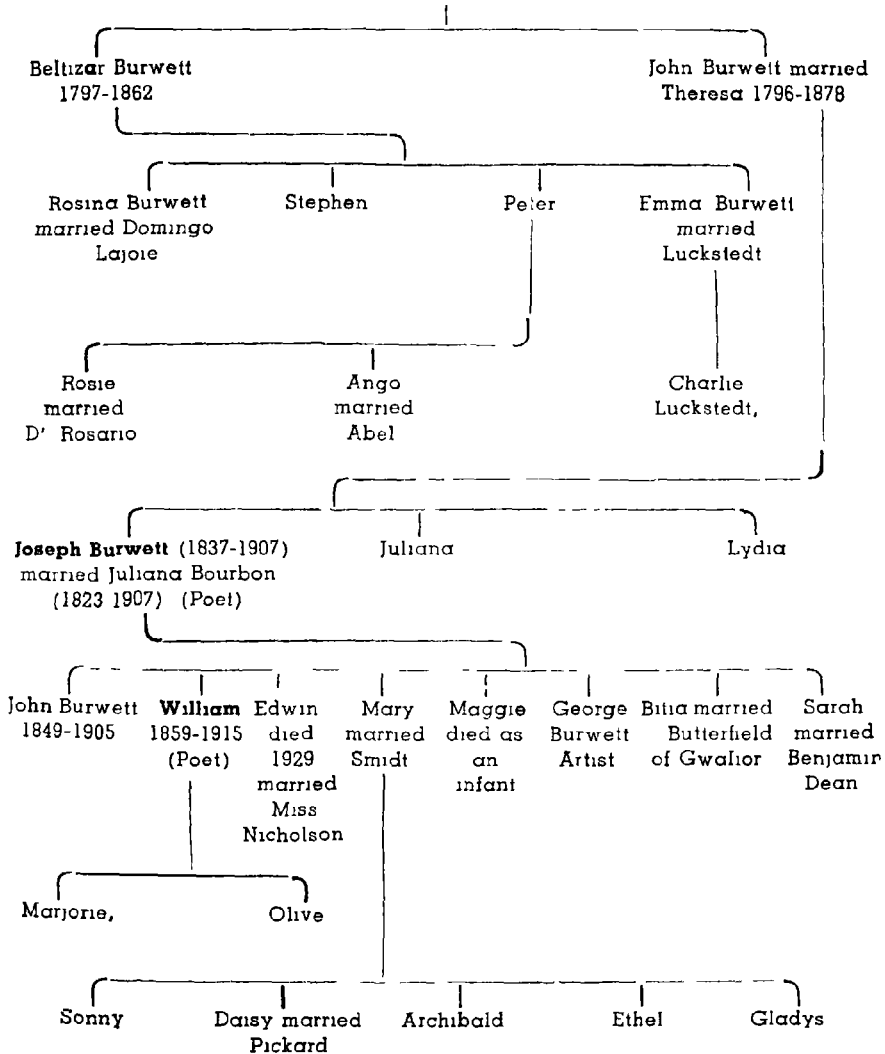 Beltizar Burwett
1797-1862
John Burwett married
Theresa 1796-1878
Rosina Burwett
married Domingo
Lajoie
Stephen
Peter
Emma Burwett
married
Luckstedt
Rosie
married
D' Rosario
Ango
married
Abel
Charlie
Luckstedt,
Joseph Burwett (1837-1907)
married Juliana Bourbon
(1823 1907) (Poet)
Juliana
Lydia
John Burwett
1849-1905
William
1859-1915
(Poet)
Edwin
died
1929
married
Miss
Nicholson
Mary
married
Smidt
Maggie
died as
an
infant
George
Burwett
Artist
Bitia married
Butterfield
of Gwalior
Sarah
married
Benjamin
Dean
Marjorie,
Olive
Sonny
Daisy married
Pickard
Archibald
Ethel
Gladys